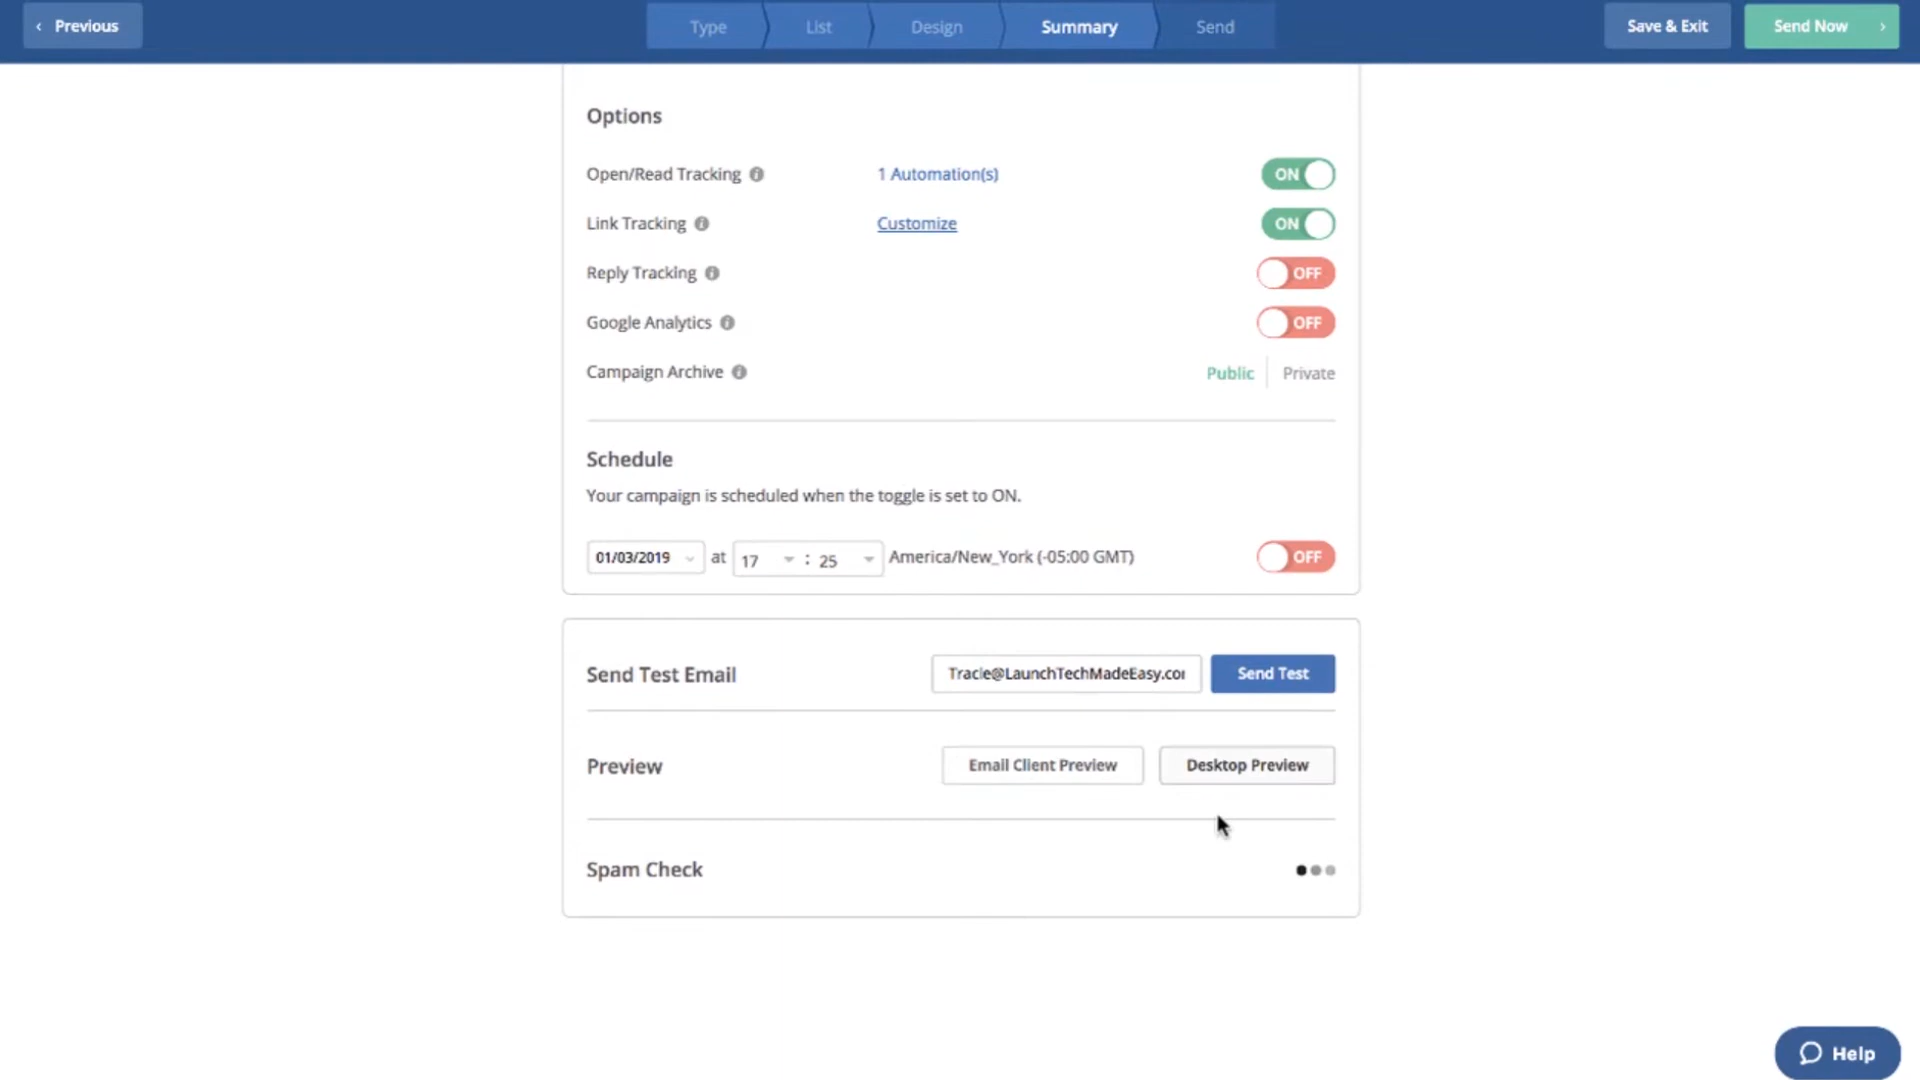 ‹ Previous
Type
List
Design
Summary
Send
Save & Exit
Send Now ›
Options
Open/Read Tracking
1 Automation(s)
ON
Link Tracking
Customize
ON
Reply Tracking
OFF
Google Analytics
OFF
Campaign Archive
Public
Private
Schedule
Your campaign is scheduled when the toggle is set to ON.
01/03/2019 at 17 : 25 America/New_York (-05:00 GMT)
OFF
Send Test Email
Tracie@LaunchTechMadeEasy.co
Send Test
Preview
Email Client Preview
Desktop Preview
Spam Check
Help